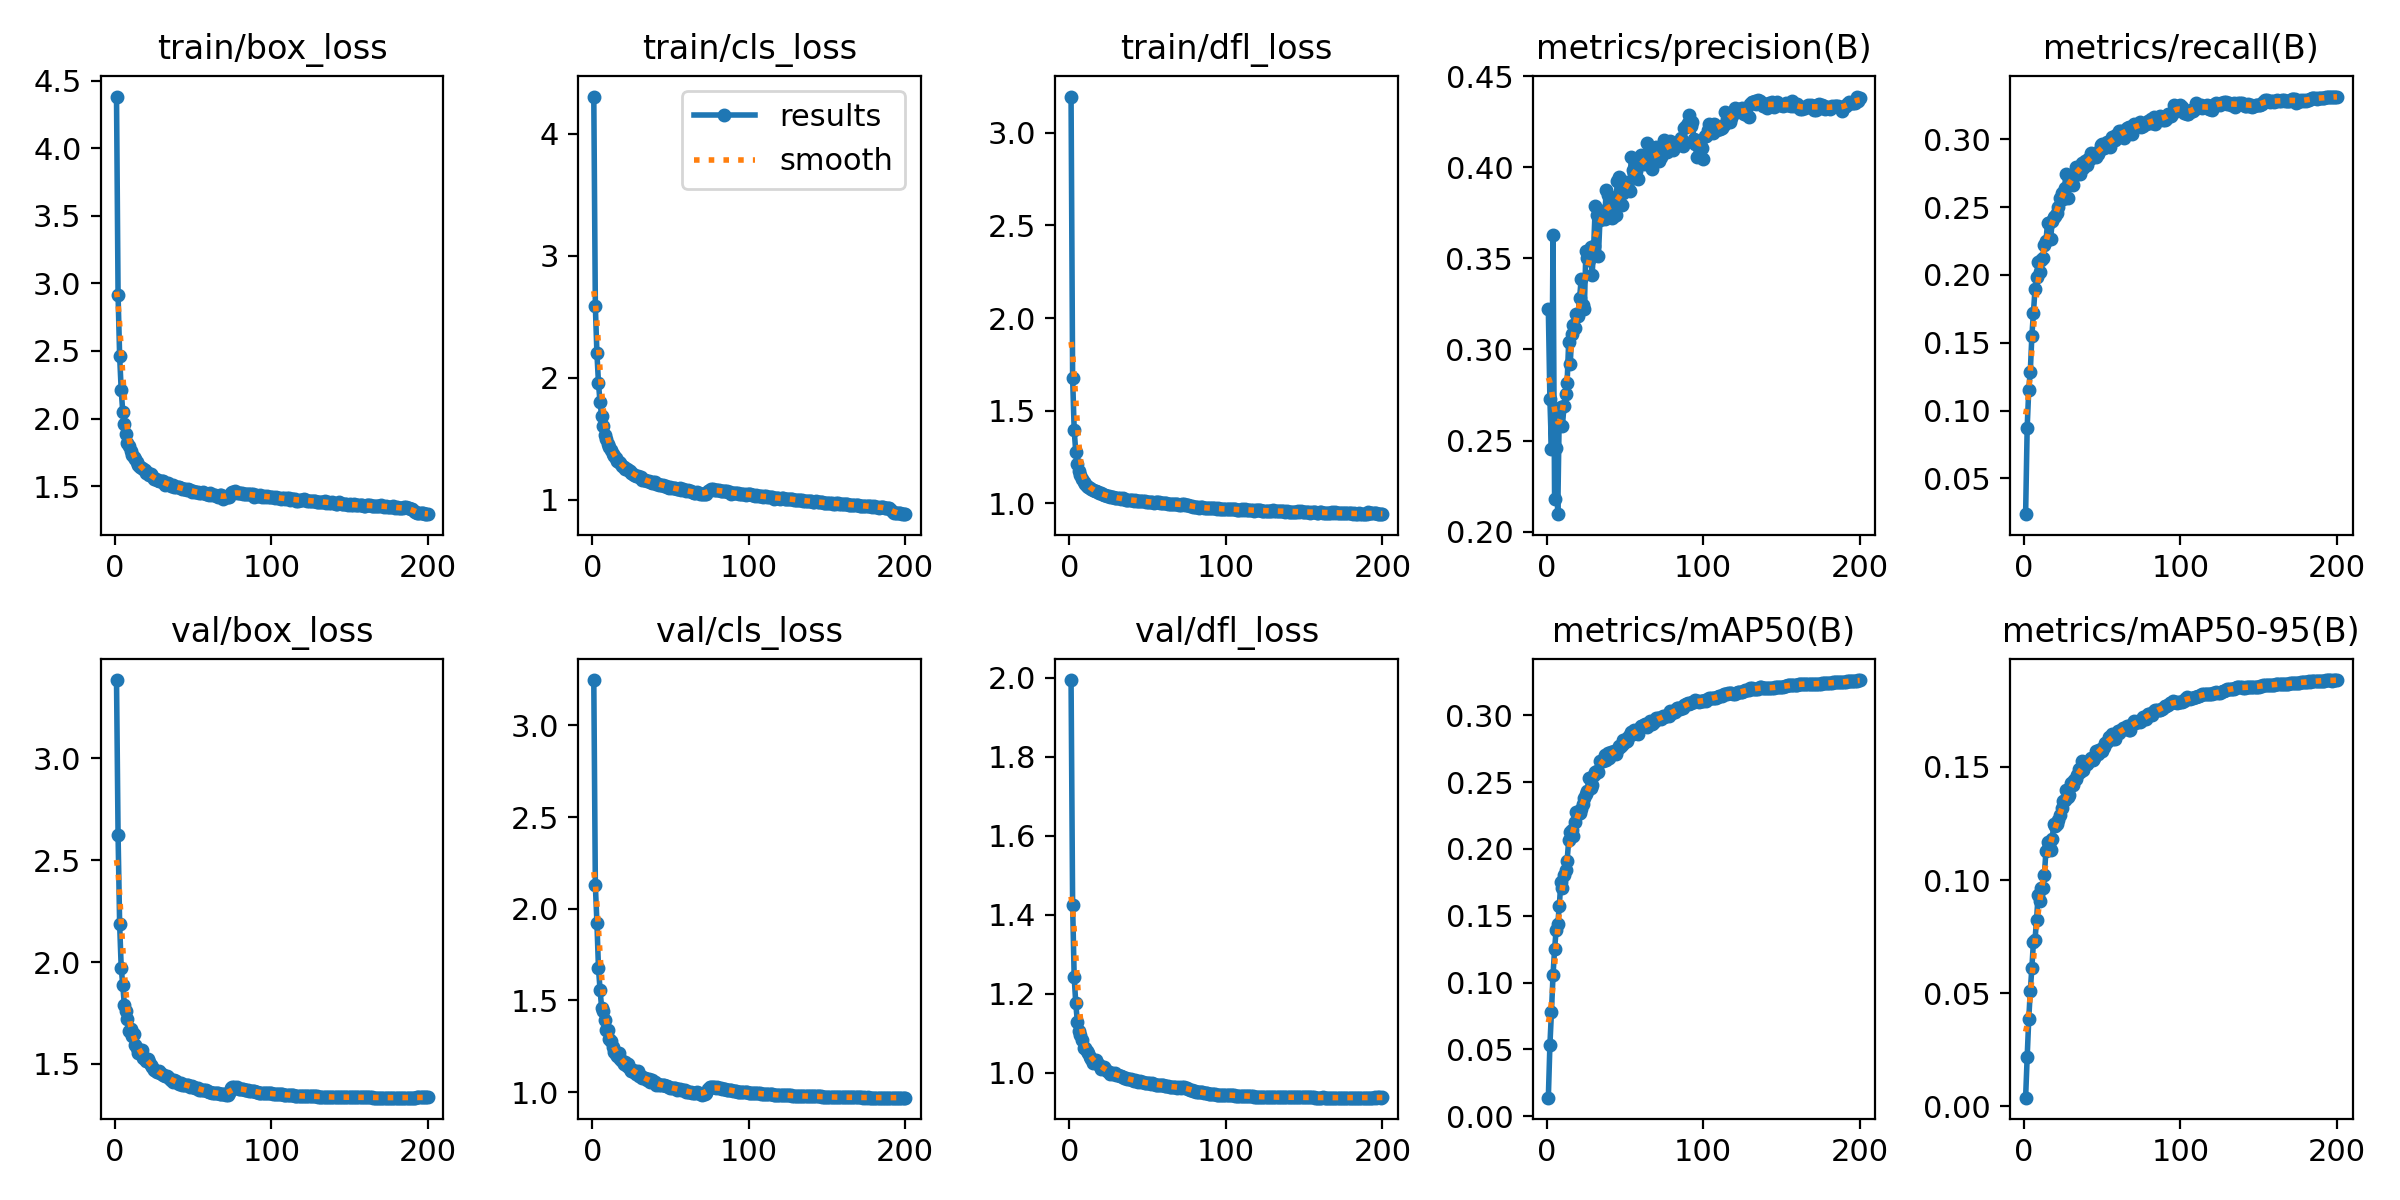 train/box_loss
4.5
4.0
3.5
3.0
2.5
2.0
1.5
0 100 200
train/cls_loss
results
smooth
4
3
2
1
0 100 200
train/dfl_loss
3.0
2.5
2.0
1.5
1.0
0 100 200
metrics/precision(B)
0.45
0.40
0.35
0.30
0.25
0.20
0 100 200
metrics/recall(B)
0.30
0.25
0.20
0.15
0.10
0.05
0 100 200
val/box_loss
3.0
2.5
2.0
1.5
0 100 200
val/cls_loss
3.0
2.5
2.0
1.5
1.0
0 100 200
val/dfl_loss
2.0
1.8
1.6
1.4
1.2
1.0
0 100 200
metrics/mAP50(B)
0.30
0.25
0.20
0.15
0.10
0.05
0.00
0 100 200
metrics/mAP50-95(B)
0.15
0.10
0.05
0.00
0 100 200